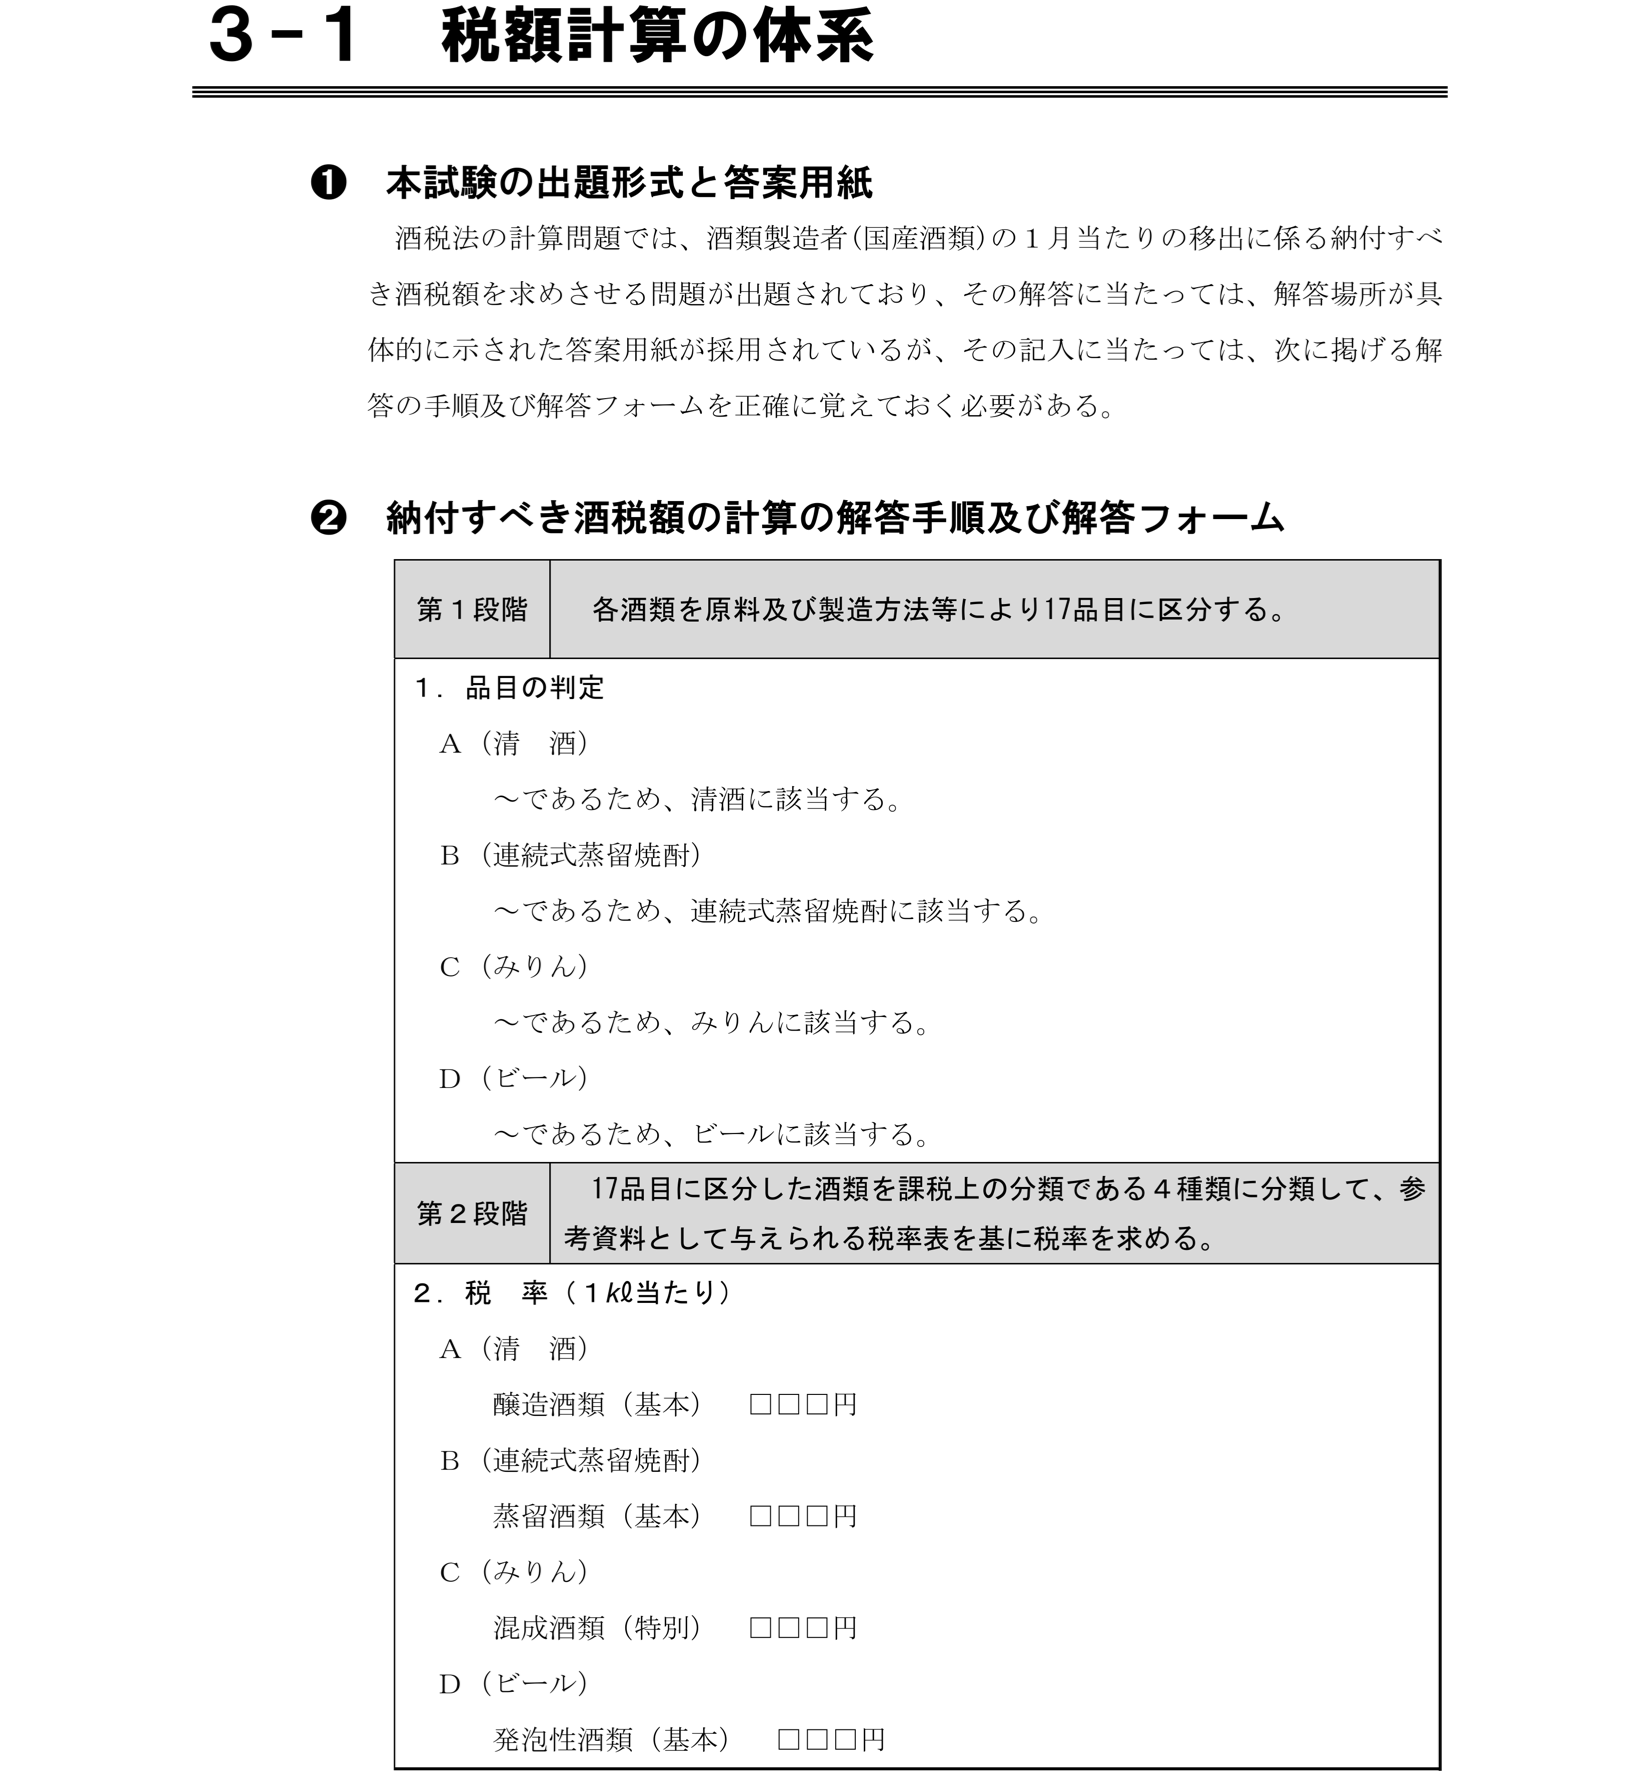 ３－１　税額計算の体系
❶　本試験の出題形式と答案用紙
　酒税法の計算問題では、酒類製造者(国産酒類)の１月当たりの移出に係る納付すべ
き酒税額を求めさせる問題が出題されており、その解答に当たっては、解答場所が具
体的に示された答案用紙が採用されているが、その記入に当たっては、次に掲げる解
答の手順及び解答フォームを正確に覚えておく必要がある。
❷　納付すべき酒税額の計算の解答手順及び解答フォーム
第１段階　各酒類を原料及び製造方法等により17品目に区分する。
１．品目の判定
Ａ（清　酒）
～であるため、清酒に該当する。
Ｂ（連続式蒸留焼酎）
～であるため、連続式蒸留焼酎に該当する。
Ｃ（みりん）
～であるため、みりんに該当する。
Ｄ（ビール）
～であるため、ビールに該当する。
第２段階　17品目に区分した酒類を課税上の分類である４種類に分類して、参
考資料として与えられる税率表を基に税率を求める。
２．税　率（１kℓ当たり）
Ａ（清　酒）
醸造酒類（基本）　□□□円
Ｂ（連続式蒸留焼酎）
蒸留酒類（基本）　□□□円
Ｃ（みりん）
混成酒類（特別）　□□□円
Ｄ（ビール）
発泡性酒類（基本）　□□□円